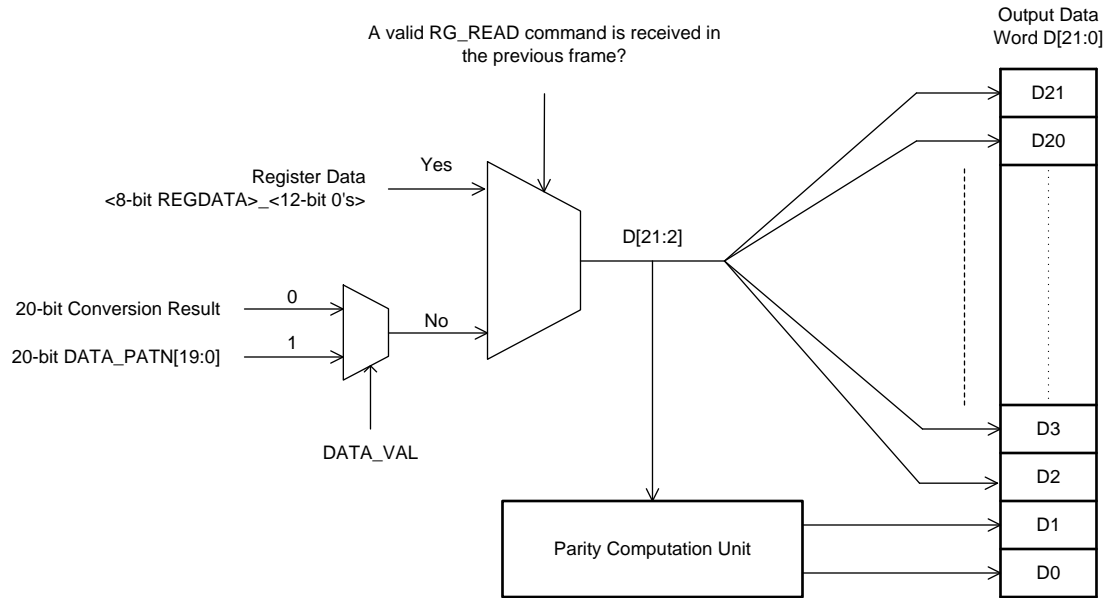 Output Data
Word D[21:0]
A valid RG_READ command is received in
the previous frame?
D21
D20
Yes
Register Data
<8-bit REGDATA>_<12-bit 0's>
D[21:2]
20-bit Conversion Result
0
No
20-bit DATA_PATN[19:0]
1
DATA_VAL
D3
D2
D1
Parity Computation Unit
D0